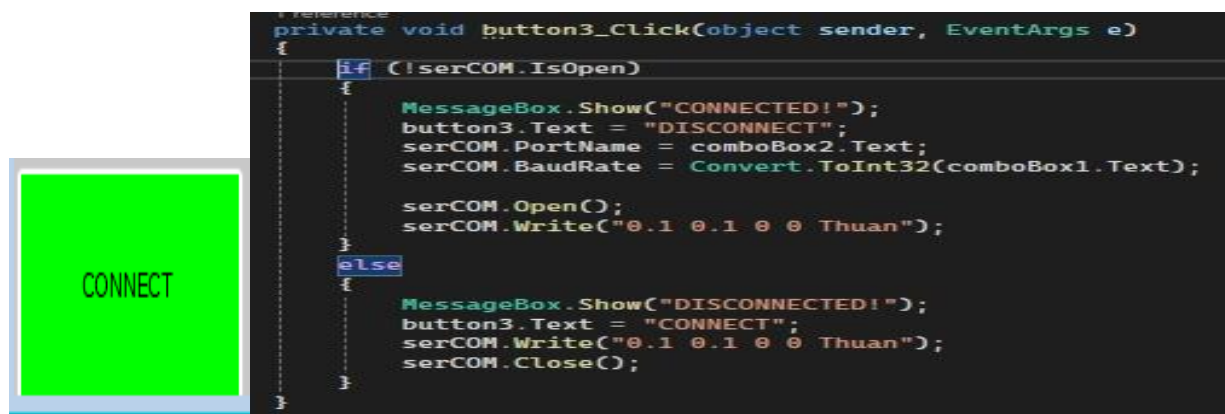 CONNECT
private void button3_Click(object sender, EventArgs e)
{
if (!serCOM.IsOpen)
{
MessageBox.Show("CONNECTED!");
button3.Text = "DISCONNECT";
serCOM.PortName = comboBox2.Text;
serCOM.BaudRate = Convert.ToInt32(comboBox1.Text);
serCOM.Open();
serCOM.Write("0.1 0.1 0 0 Thuan");
}
else
{
MessageBox.Show("DISCONNECTED!");
button3.Text = "CONNECT";
serCOM.Write("0.1 0.1 0 0 Thuan");
serCOM.Close();
}
}